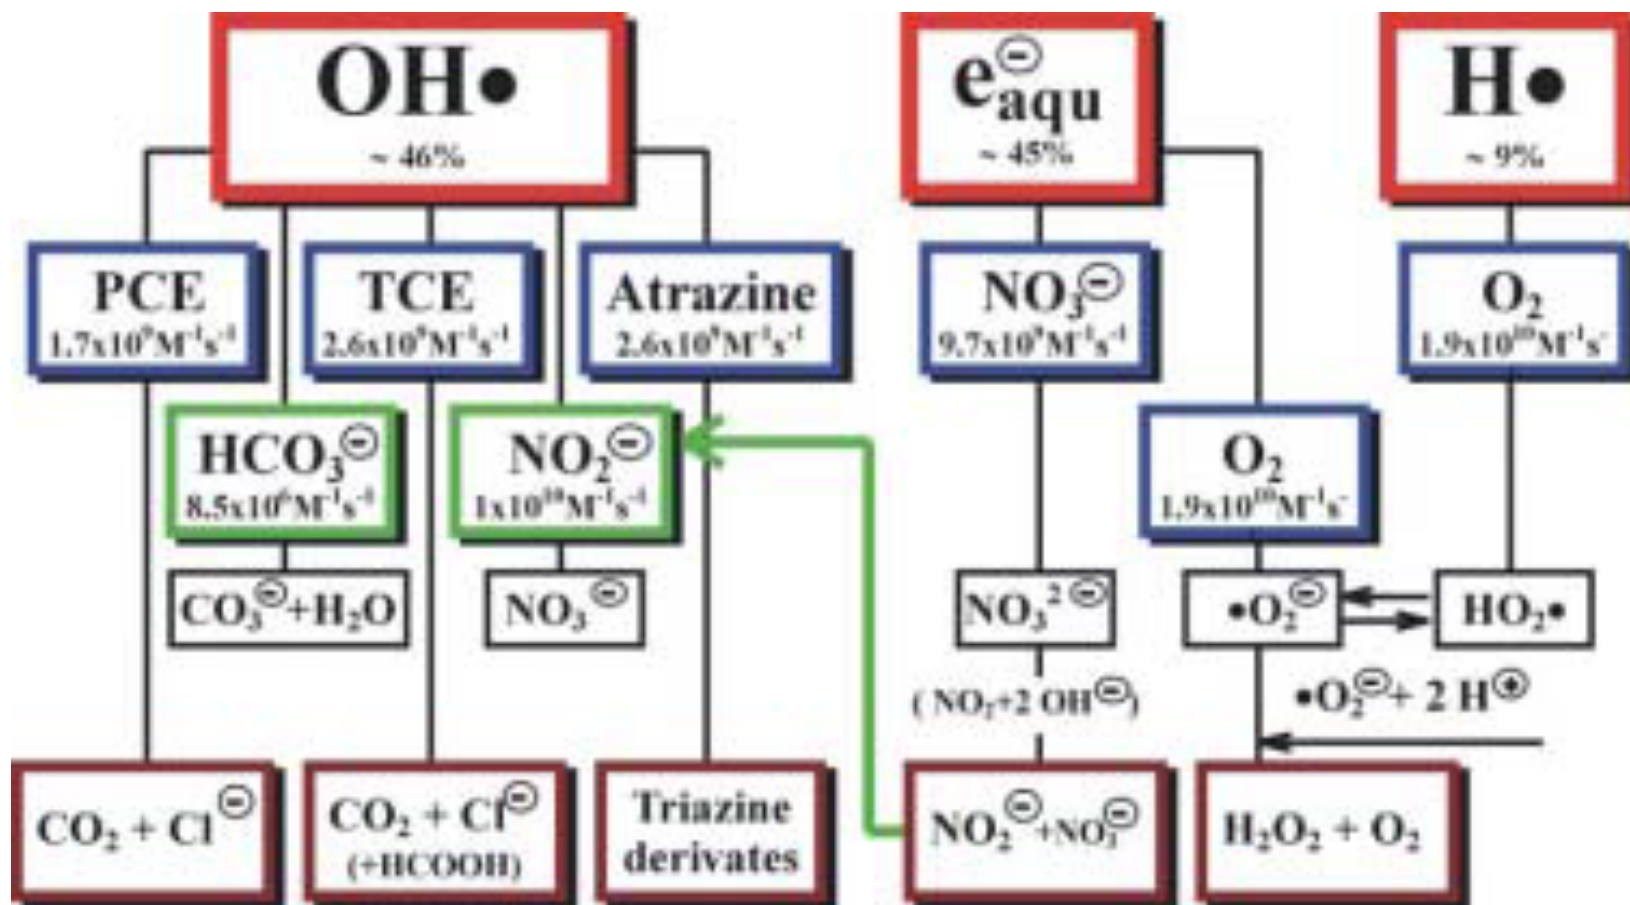 OH•
~ 46%
e⊖aqu
~ 45%
H•
~ 9%
PCE
1.7x10⁹M⁻¹s⁻¹
TCE
2.6x10⁹M⁻¹s⁻¹
Atrazine
2.6x10⁹M⁻¹s⁻¹
NO₃⊖
9.7x10⁹M⁻¹s⁻¹
O₂
1.9x10¹⁰M⁻¹s⁻
HCO₃⊖
8.5x10⁶M⁻¹s⁻¹
NO₂⊖
1x10¹⁰M⁻¹s⁻¹
O₂
1.9x10¹⁰M⁻¹s⁻
CO₃⊖+H₂O
NO₃⊖
NO₃²⊖
•O₂⊖
HO₂•
( NO₂+2 OH⊖)
•O₂⊖+ 2 H⊕
CO₂ + Cl⊖
CO₂ + Cl⊖
(+HCOOH)
Triazine
derivates
NO₂⊖+NO₃⊖
H₂O₂ + O₂